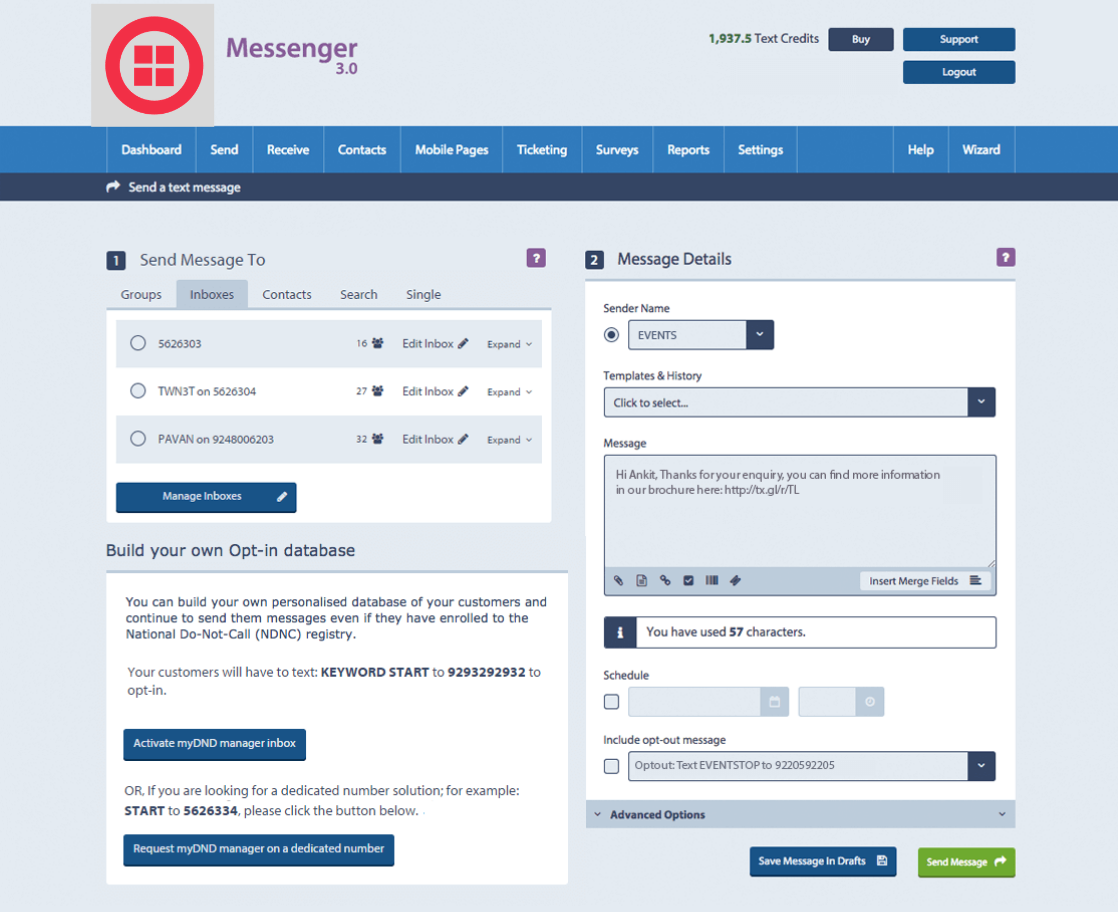 Messenger
3.0
1,937.5 Text Credits
Buy
Support
Logout
Dashboard
Send
Receive
Contacts
Mobile Pages
Ticketing
Surveys
Reports
Settings
Help
Wizard
Send a text message
1 Send Message To ?
Groups
Inboxes
Contacts
Search
Single
5626303 16 Edit Inbox Expand
TWN3T on 5626304 27 Edit Inbox Expand
PAVAN on 9248006203 32 Edit Inbox Expand
Manage Inboxes
Build your own Opt-in database
You can build your own personalised database of your customers and
continue to send them messages even if they have enrolled to the
National Do-Not-Call (NDNC) registry.
Your customers will have to text: KEYWORD START to 9293292932 to
opt-in.
Activate myDND manager inbox
OR, If you are looking for a dedicated number solution; for example:
START to 5626334, please click the button below.
Request myDND manager on a dedicated number
2 Message Details ?
Sender Name
EVENTS
Templates & History
Click to select...
Message
Hi Ankit, Thanks for your enquiry, you can find more information
in our brochure here: http://tx.gl/r/TL
Insert Merge Fields
i You have used 57 characters.
Schedule
Include opt-out message
Optout: Text EVENTSTOP to 9220592205
Advanced Options
Save Message In Drafts
Send Message